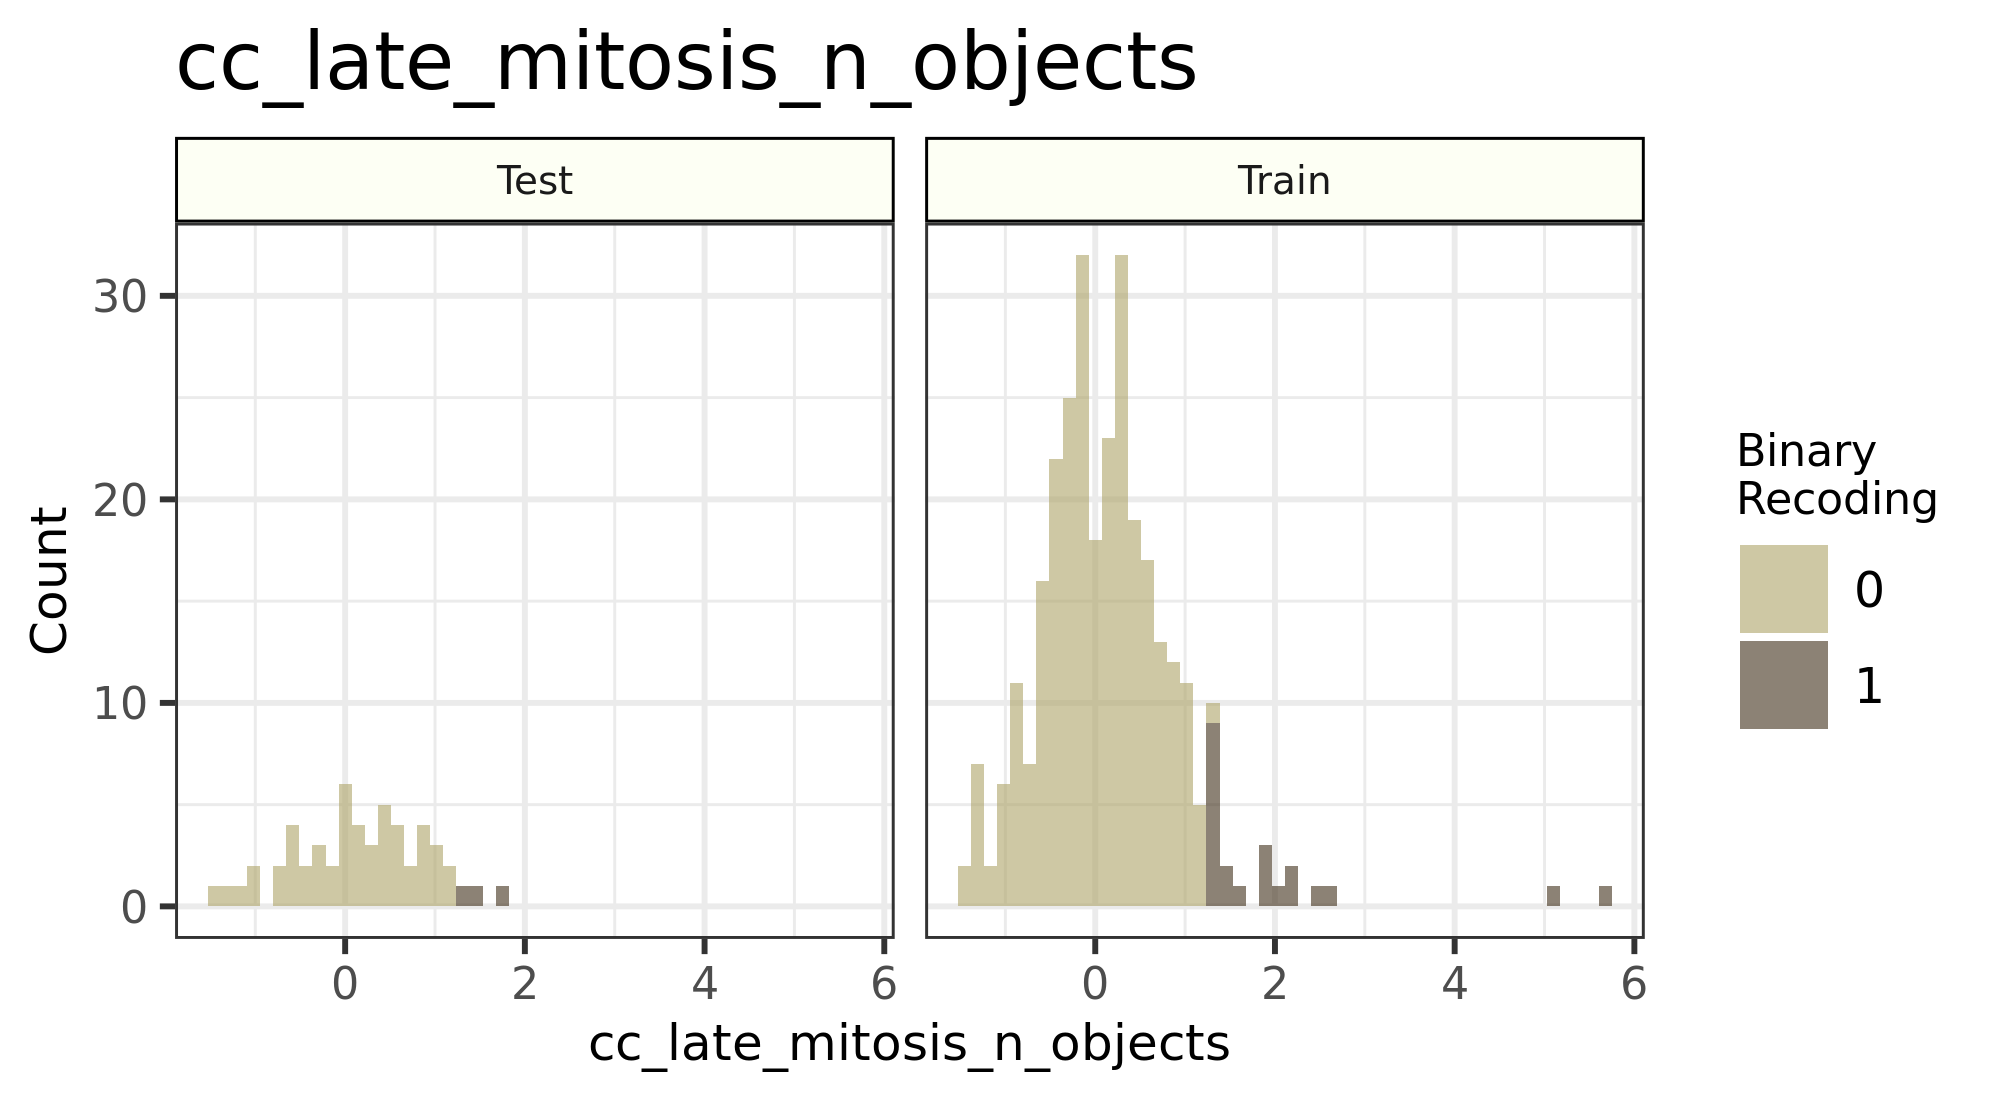 cc_late_mitosis_n_objects
Test
Train
30
20
10
0
Count
0 2 4 6
0 2 4 6
cc_late_mitosis_n_objects
Binary
Recoding
0
1